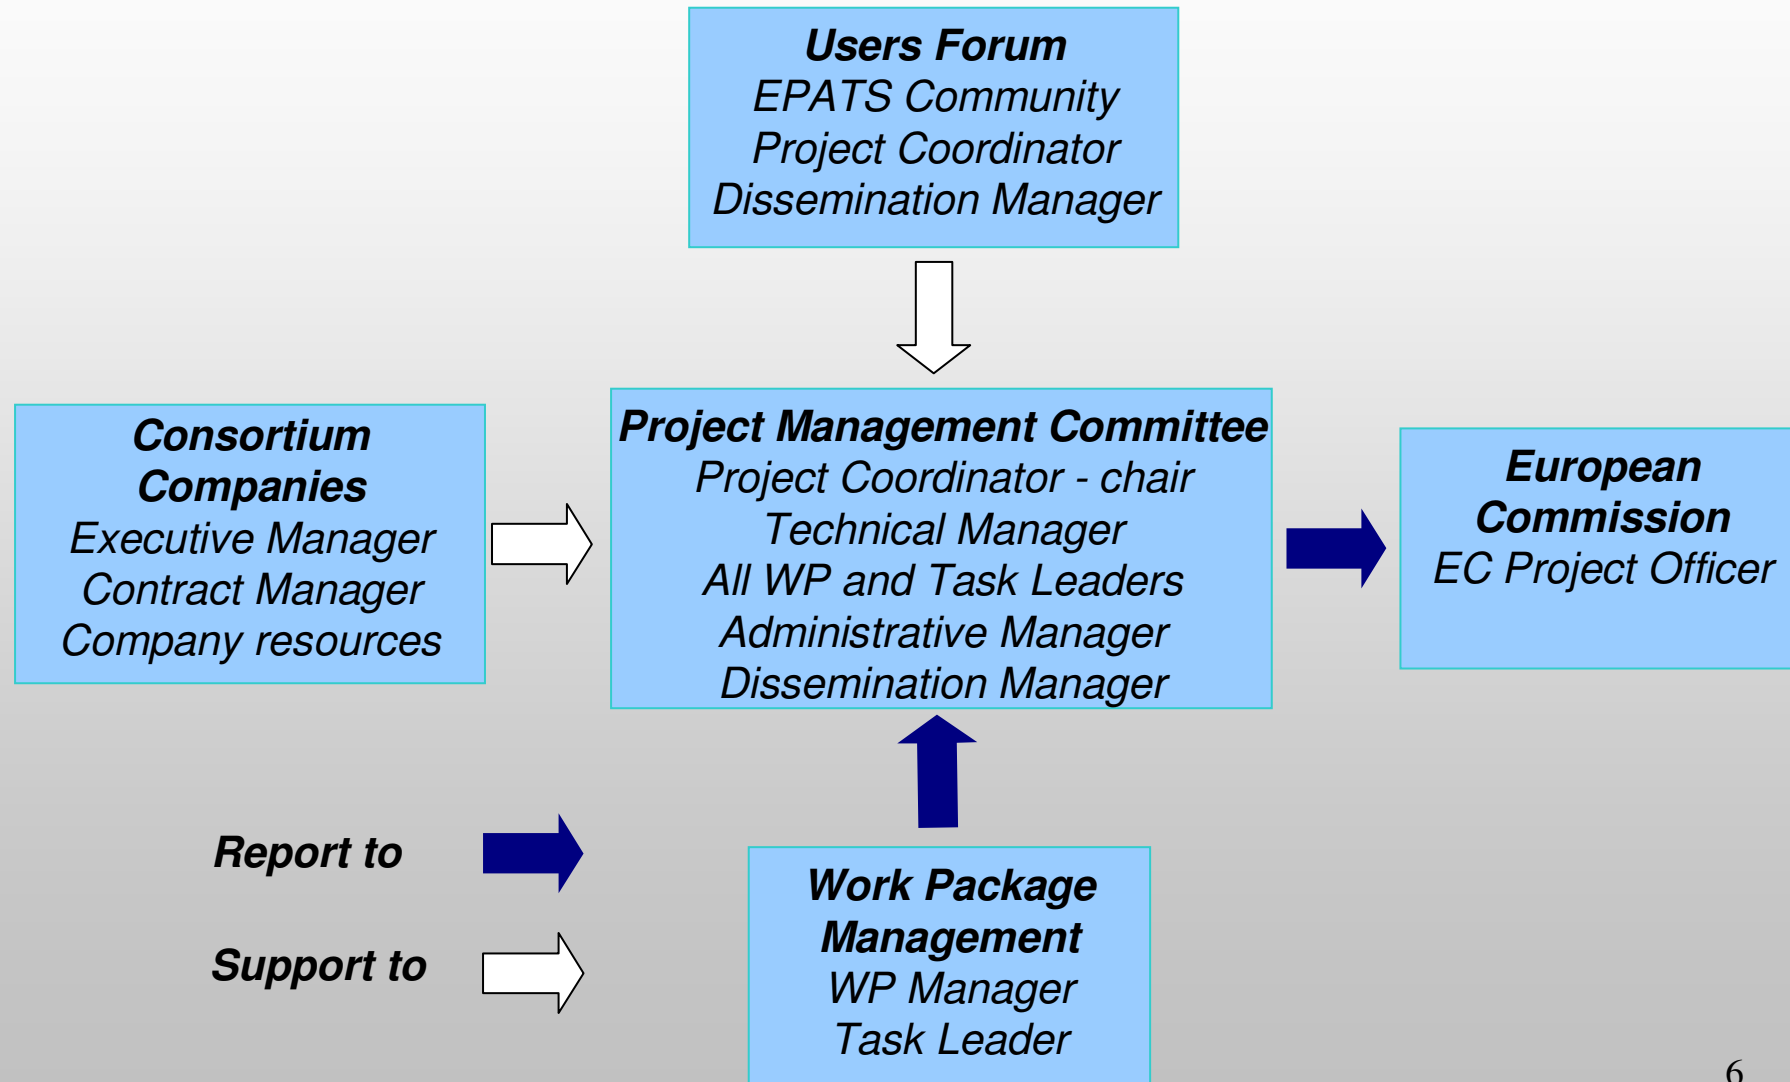 Users Forum
EPATS Community
Project Coordinator
Dissemination Manager
Consortium
Companies
Executive Manager
Contract Manager
Company resources
Project Management Committee
Project Coordinator - chair
Technical Manager
All WP and Task Leaders
Administrative Manager
Dissemination Manager
European
Commission
EC Project Officer
Report to
Support to
Work Package
Management
WP Manager
Task Leader
6